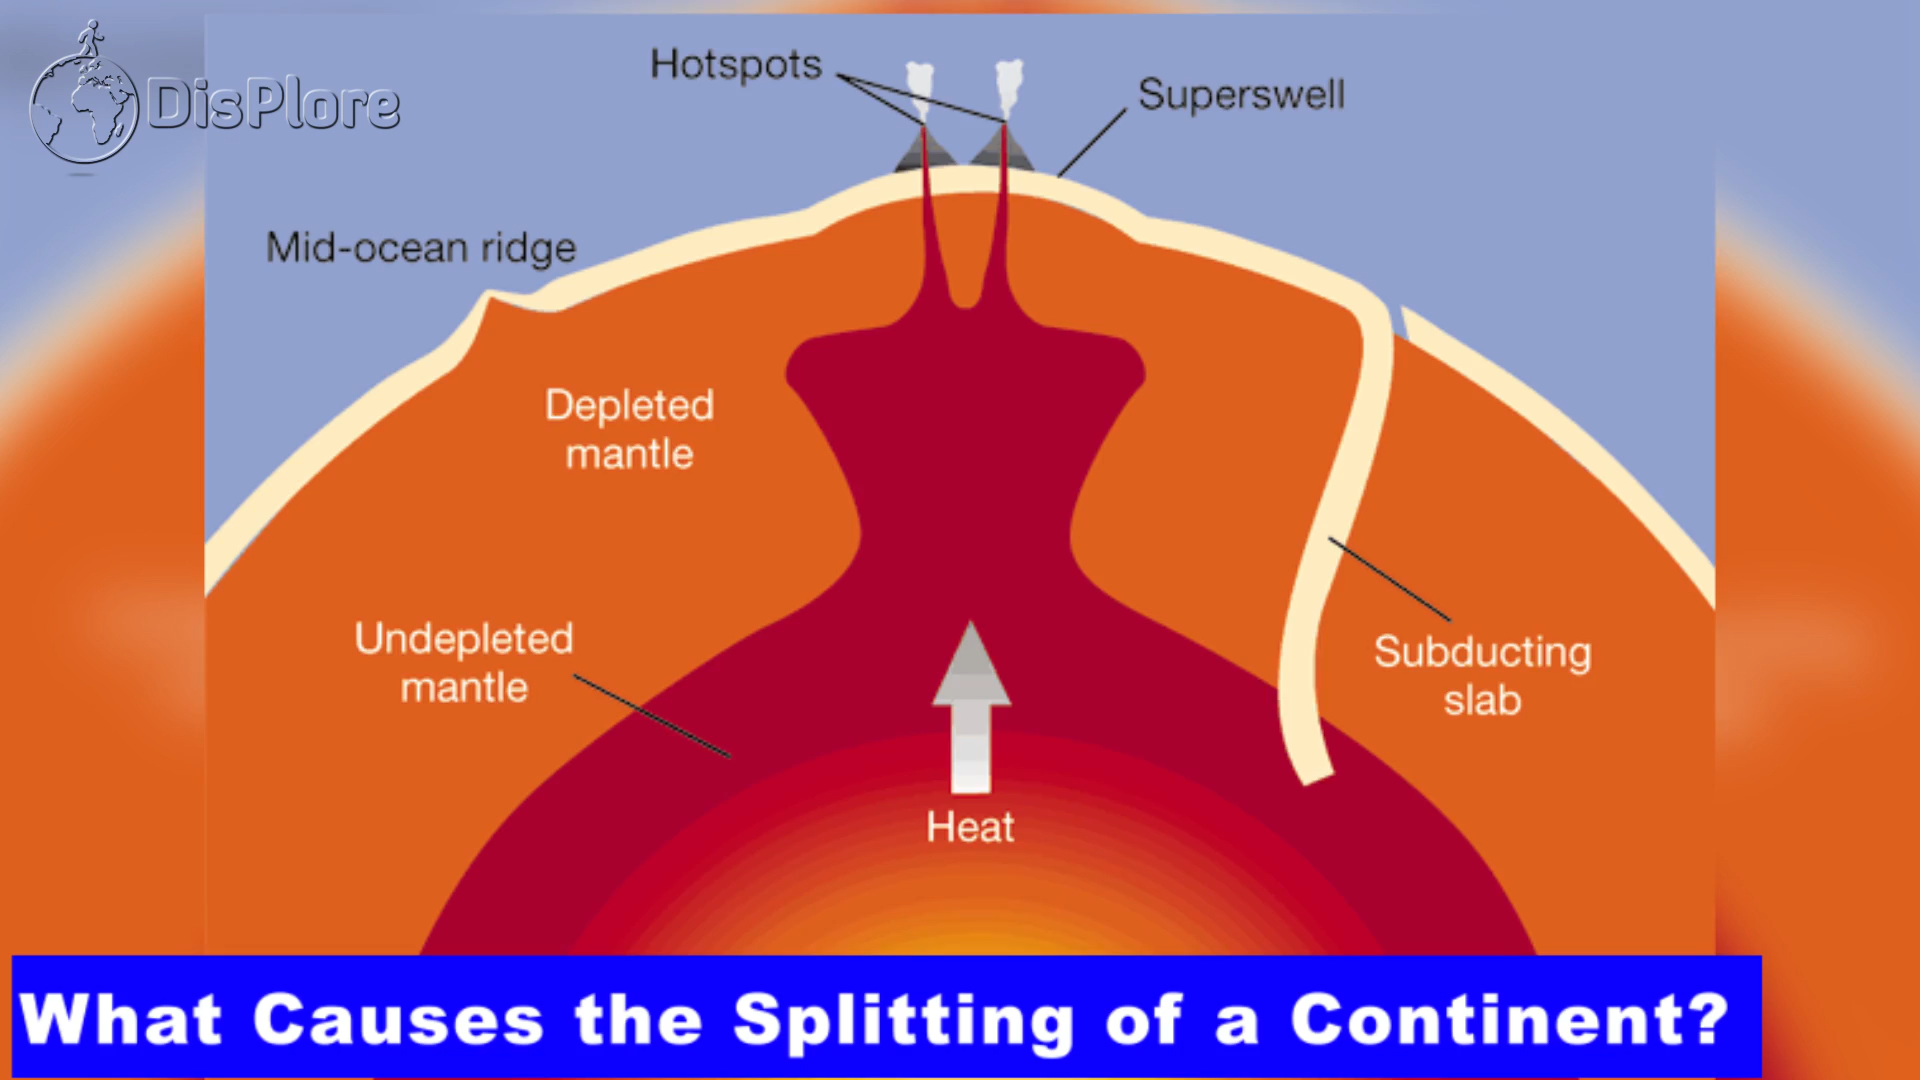 DisPlore
Hotspots
Superswell
Mid-ocean ridge
Depleted
mantle
Undepleted
mantle
Subducting
slab
Heat
What Causes the Splitting of a Continent?